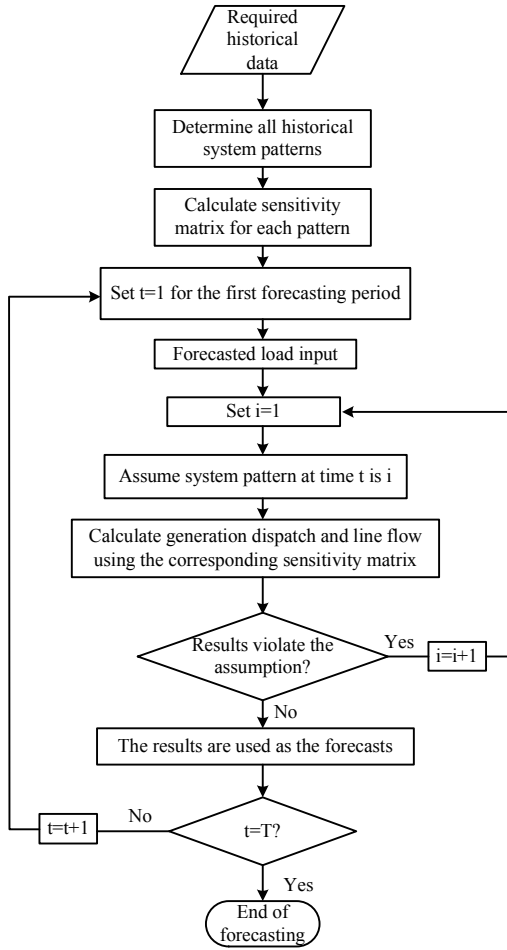 Required
historical
data
Determine all historical
system patterns
Calculate sensitivity
matrix for each pattern
Set t=1 for the first forecasting period
Forecasted load input
Set i=1
Assume system pattern at time t is i
Calculate generation dispatch and line flow
using the corresponding sensitivity matrix
Results violate the
assumption?
Yes
i=i+1
No
The results are used as the forecasts
t=T?
No
t=t+1
Yes
End of
forecasting